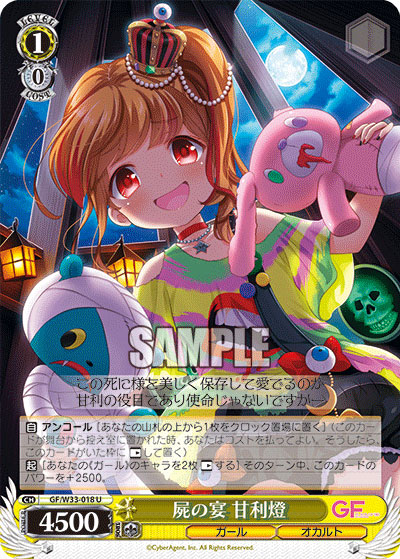 LEVEL
1
0
COST
SAMPLE
この死に様を美しく保存して愛でるのが
甘利の役目であり使命じゃないですかー
自 アンコール [あなたの山札の上から1枚をクロック置場に置く] (このカ
ードが舞台から控え室に置かれた時、あなたはコストを払ってよい。そうしたら、
このカードがいた枠に置く)
起 [あなたの《ガール》のキャラを2枚 する] そのターン中、このカードの
パワーを+2500。
CH GF/W33-018 U
4500
屍の宴 甘利燈
GF
ガール
オカルト
©CyberAgent, Inc. All Rights Reserved.